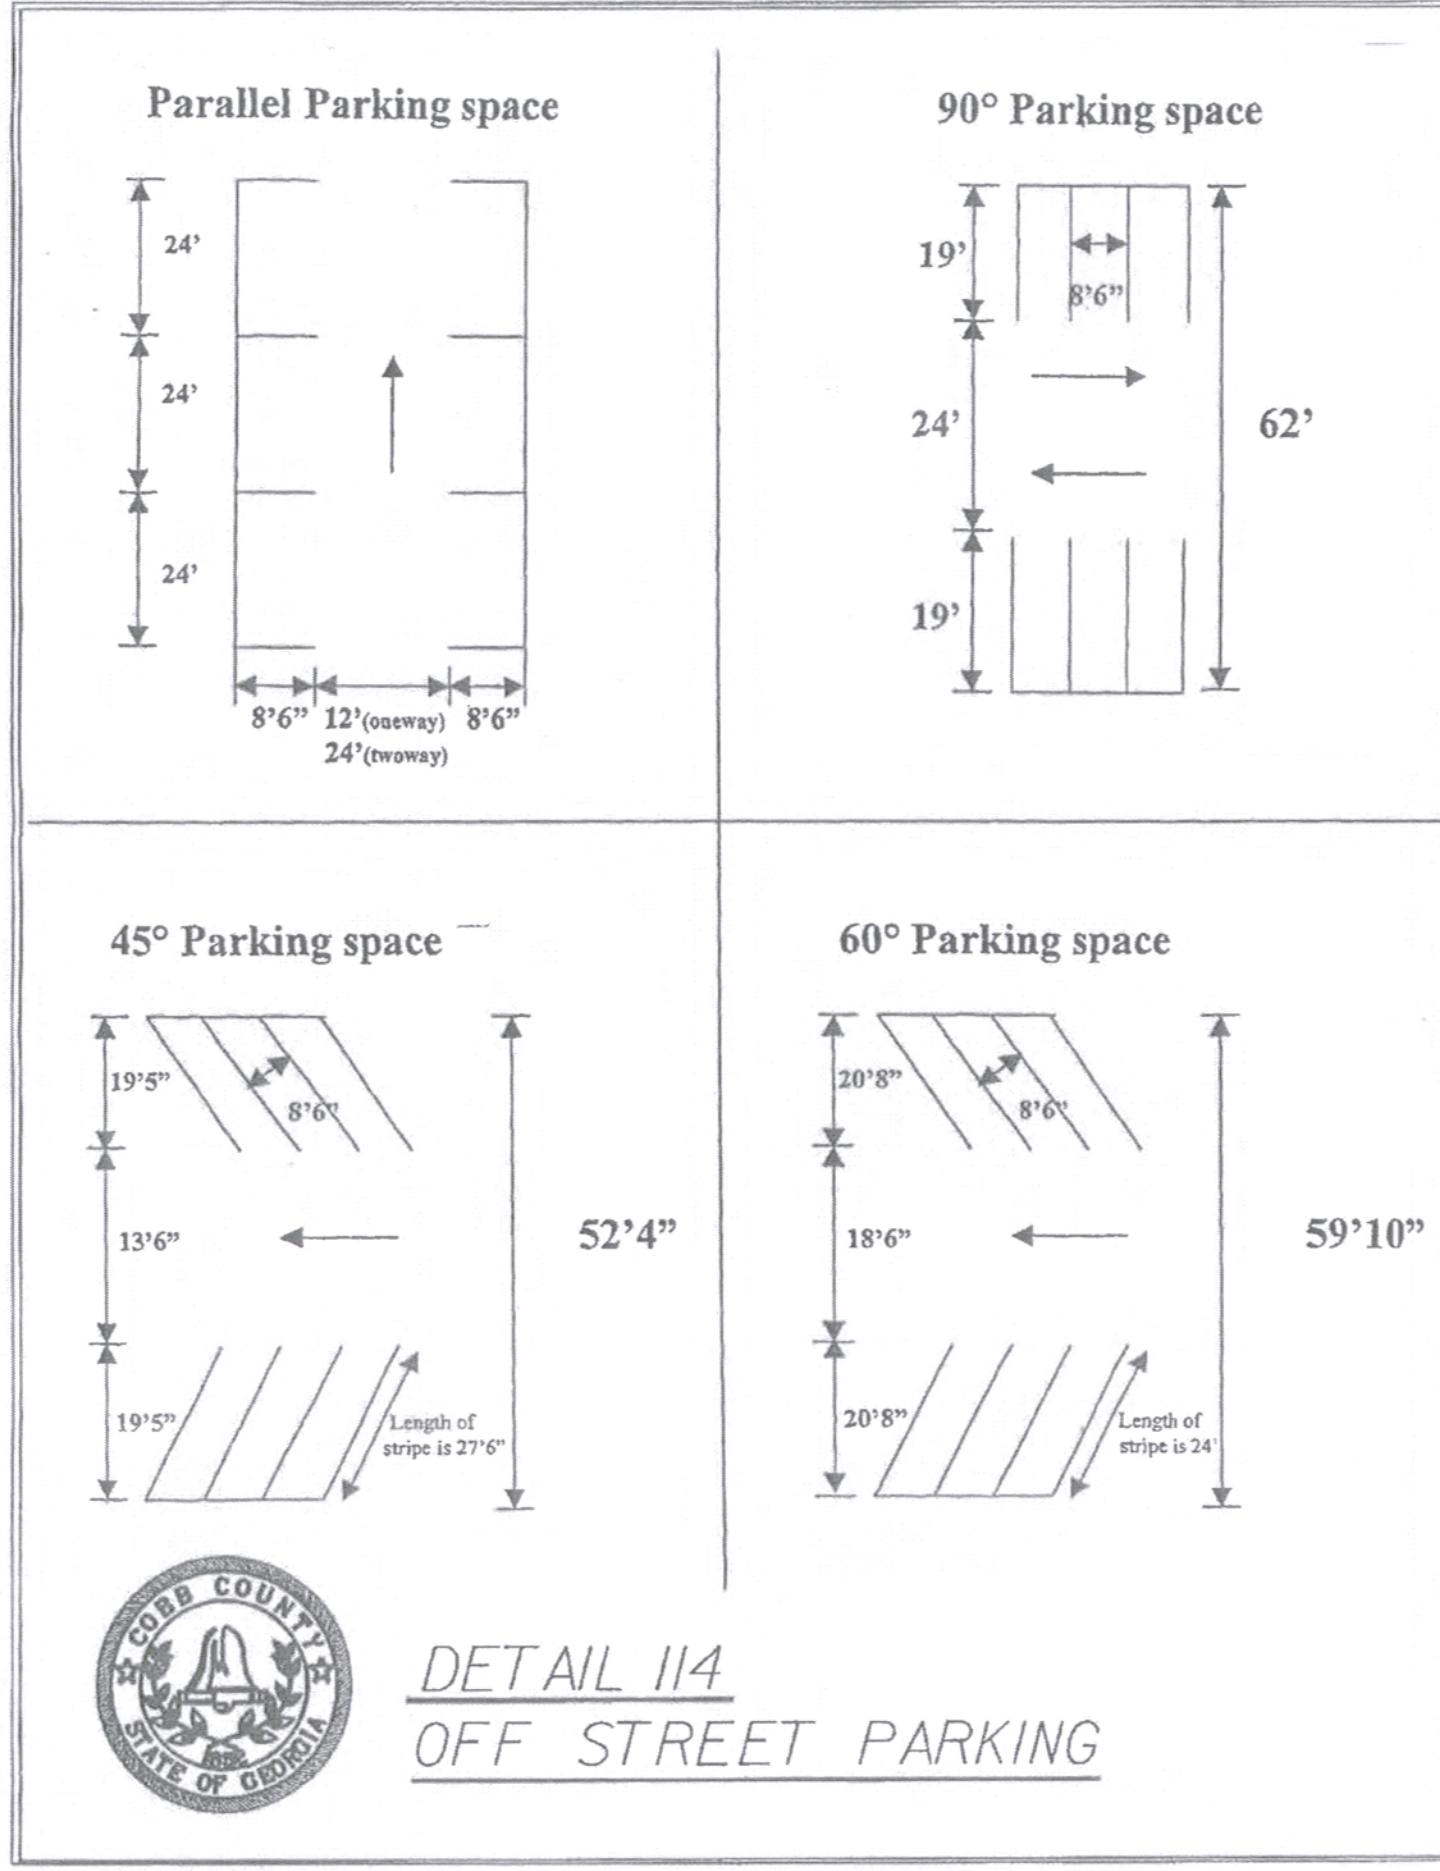 Parallel Parking space
24'
24'
24'
8'6" 12'(oneway) 8'6"
24'(twoway)
90° Parking space
19'
8'6"
24'
62'
19'
45° Parking space
19'5"
8'6"
13'6"
52'4"
19'5"
Length of
stripe is 27'6"
60° Parking space
20'8"
8'6"
18'6"
59'10"
20'8"
Length of
stripe is 24'
COBB COUNTY
STATE OF GEORGIA
DETAIL 114
OFF STREET PARKING